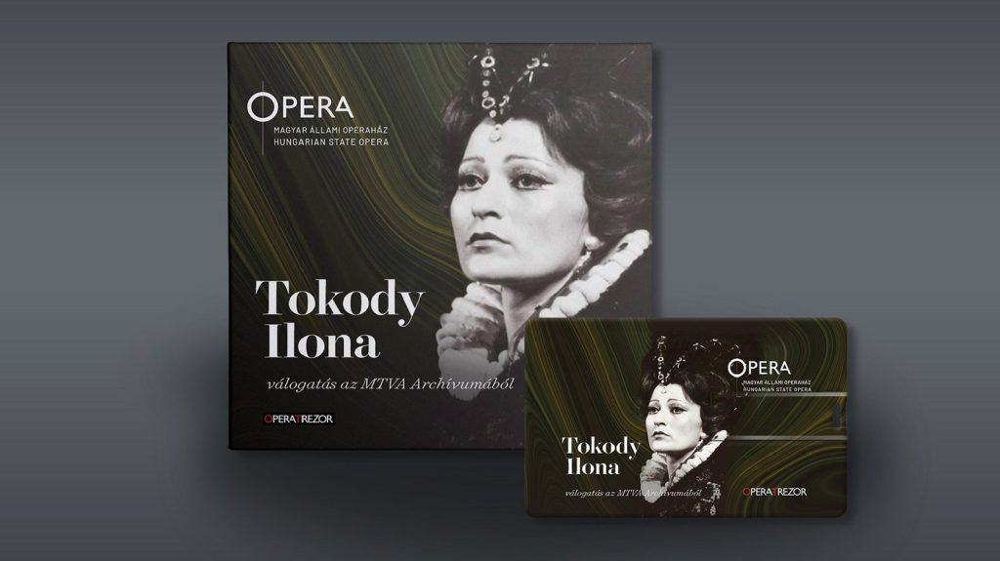 OPERA
MAGYAR ÁLLAMI OPERAHÁZ
HUNGARIAN STATE OPERA
Tokody
Ilona
válogatás az MTVA Archívumából
OPERATREZOR
OPERA
MAGYAR ÁLLAMI OPERAHÁZ
HUNGARIAN STATE OPERA
Tokody
Ilona
válogatás az MTVA Archívumából
OPERATREZOR